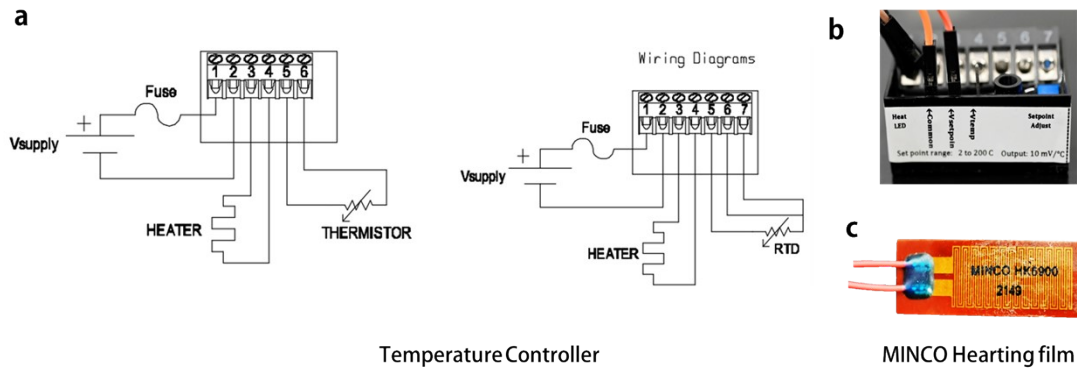 a
1 2 3 4 5 6
Fuse
+
Vsupply
HEATER
THERMISTOR
Wiring Diagrams
1 2 3 4 5 6 7
Fuse
+
Vsupply
HEATER
RTD
Temperature Controller
b
4 5 6 7
Heat
LED
Common
Vsetpoin
Vtemp
Setpoint
Adjust
Set point range: 2 to 200 C Output: 10 mV/°C
c
MINCO HK6900
2149
MINCO Hearting film